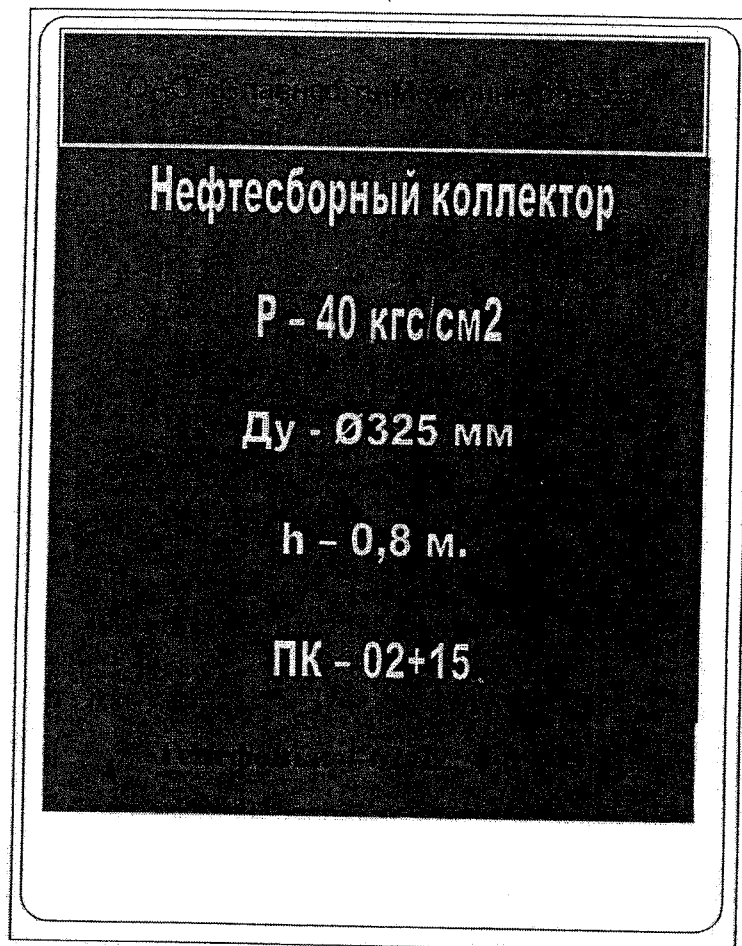 Нефтесборный коллектор
Р – 40 кгс/см2
Ду - Ø325 мм
h – 0,8 м.
ПК – 02+15